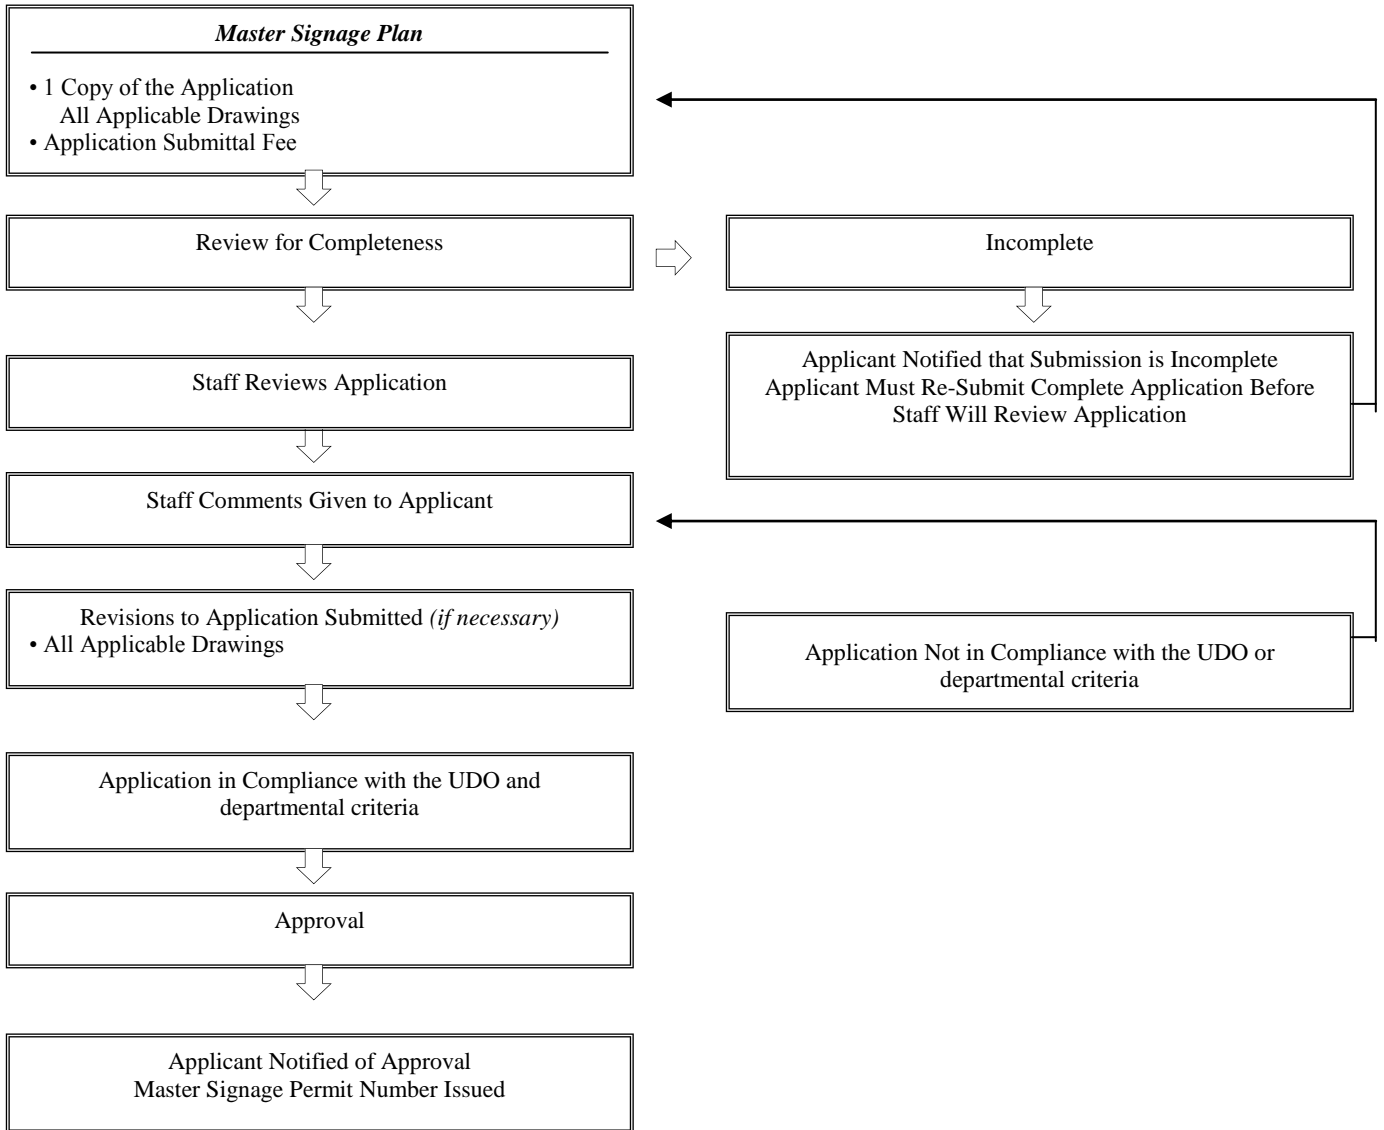 Master Signage Plan
• 1 Copy of the Application
All Applicable Drawings
• Application Submittal Fee
Review for Completeness
Incomplete
Applicant Notified that Submission is Incomplete
Applicant Must Re-Submit Complete Application Before
Staff Will Review Application
Staff Reviews Application
Staff Comments Given to Applicant
Revisions to Application Submitted (if necessary)
• All Applicable Drawings
Application Not in Compliance with the UDO or
departmental criteria
Application in Compliance with the UDO and
departmental criteria
Approval
Applicant Notified of Approval
Master Signage Permit Number Issued